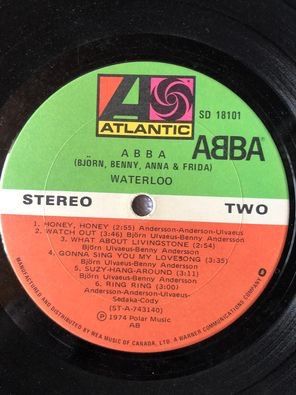 ATLANTIC
SD 18101
ABBA
ABBA
(BJÖRN, BENNY, ANNA & FRIDA)
WATERLOO
STEREO
TWO
1. HONEY, HONEY (2:55) Andersson-Anderson-Ulvaeus
2. WATCH OUT (3:46) Björn Ulvaeus-Benny Andersson
3. WHAT ABOUT LIVINGSTONE (2:54)
Björn Ulvaeus-Benny Andersson
4. GONNA SING YOU MY LOVESONG (3:35)
Björn Ulvaeus-Benny Andersson
5. SUZY-HANG-AROUND (3:11)
Björn Ulvaeus-Benny Andersson
6. RING RING (3:00)
Andersson-Anderson-Ulvaeus-
Sedaka-Cody
(ST-A-743140)
℗ 1974 Polar Music
AB
MANUFACTURED AND DISTRIBUTED BY WEA MUSIC OF CANADA, LTD. A WARNER COMMUNICATIONS COMPANY